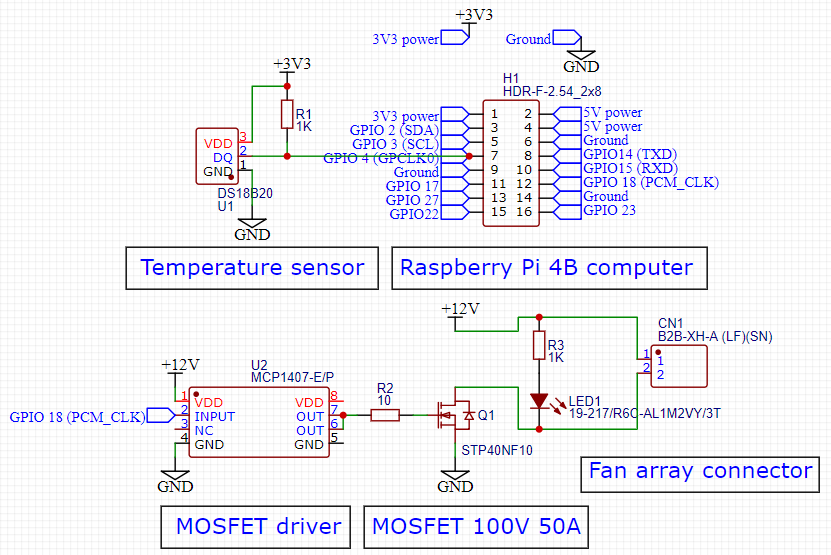 +3V3
3V3 power
Ground
GND
+3V3
H1
HDR-F-2.54_2x8
R1
1K
3V3 power 1 2 5V power
GPIO 2 (SDA) 3 4 5V power
GPIO 3 (SCL) 5 6 Ground
GPIO 4 (GPCLK0) 7 8 GPIO14 (TXD)
Ground 9 10 GPIO15 (RXD)
GPIO 17 11 12 GPIO 18 (PCM_CLK)
GPIO 27 13 14 Ground
GPIO22 15 16 GPIO 23
VDD 3
DQ 2
GND 1
DS18B20
U1
GND
Temperature sensor
Raspberry Pi 4B computer
+12V
CN1
B2B-XH-A (LF)(SN)
R3
1K
1 1
2 2
+12V
U2
MCP1407-E/P
1 VDD VDD 8
GPIO 18 (PCM_CLK) 2 INPUT OUT 7
3 NC OUT 6
4 GND GND 5
R2
10
Q1
STP40NF10
LED1
19-217/R6C-AL1M2VY/3T
GND
GND
Fan array connector
MOSFET driver
MOSFET 100V 50A